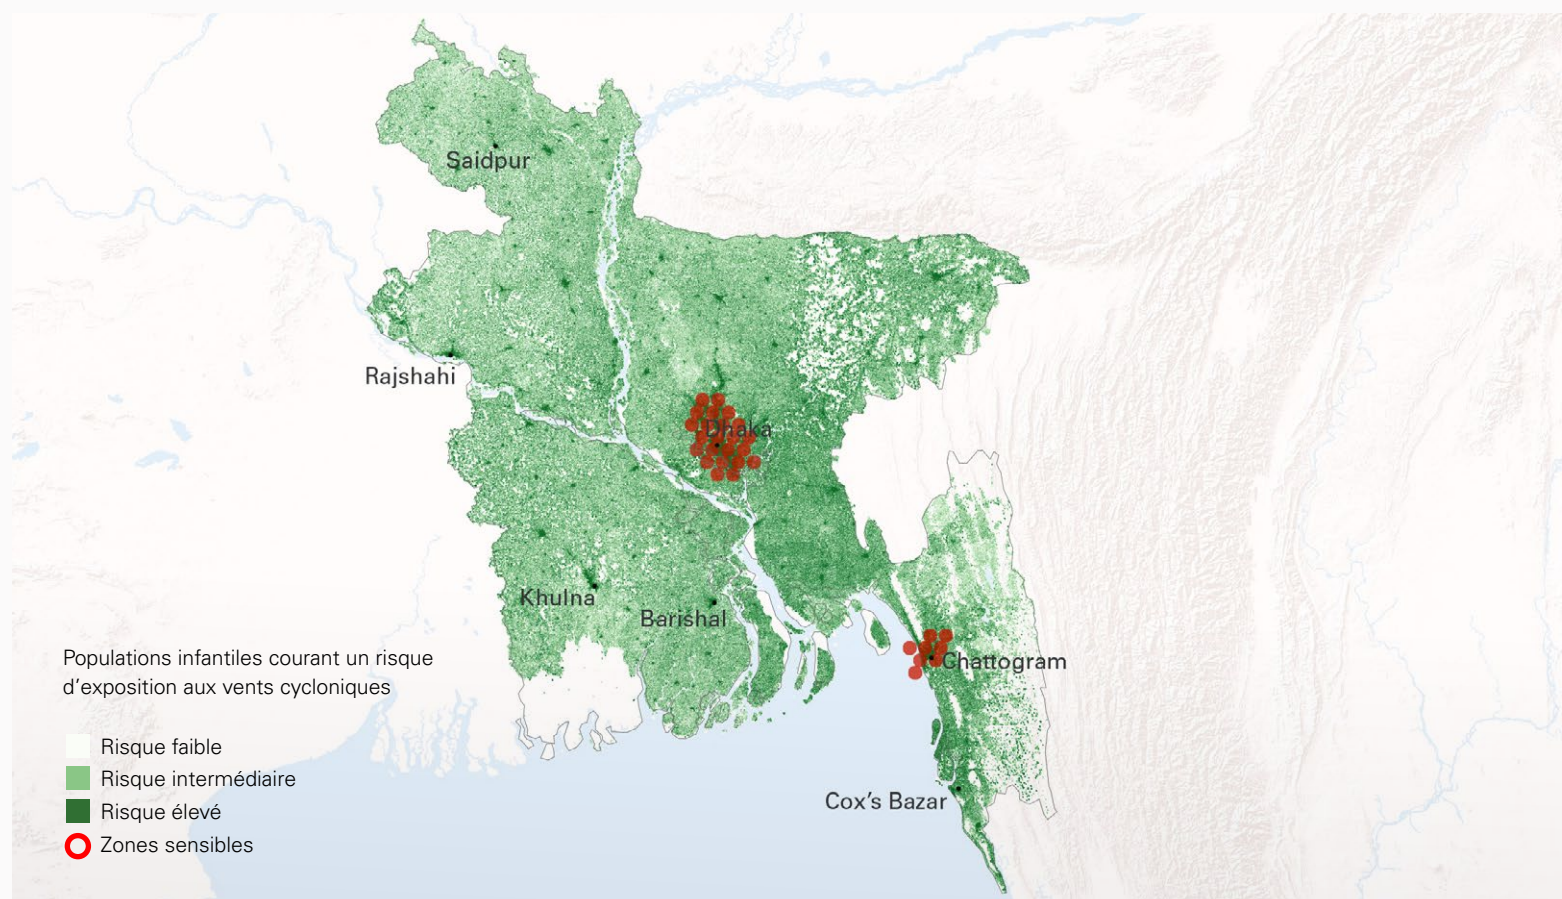 Saidpur
Rajshahi
Dhaka
Khulna
Barishal
Chattogram
Cox's Bazar
Populations infantiles courant un risque
d'exposition aux vents cycloniques
Risque faible
Risque intermédiaire
Risque élevé
Zones sensibles